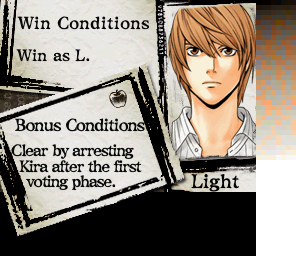 Win Conditions
Win as L.
Bonus Conditions
Clear by arresting
Kira after the first
voting phase.
Light